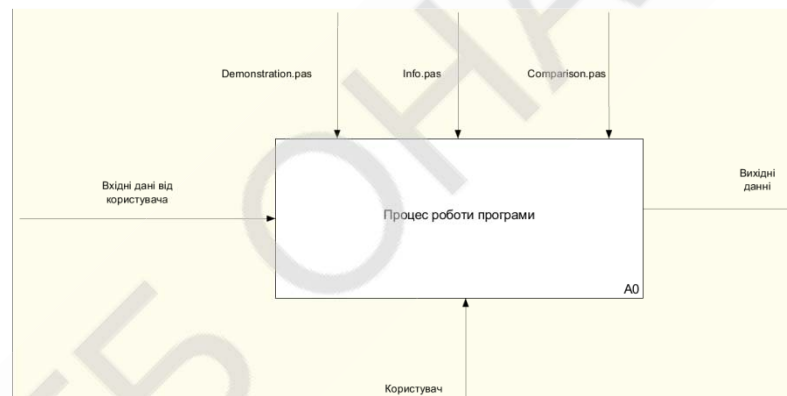 Demonstration.pas
Info.pas
Comparison.pas
Вхідні дані від
користувача
Процес роботи програми
Вихідні
данні
A0
Користувач